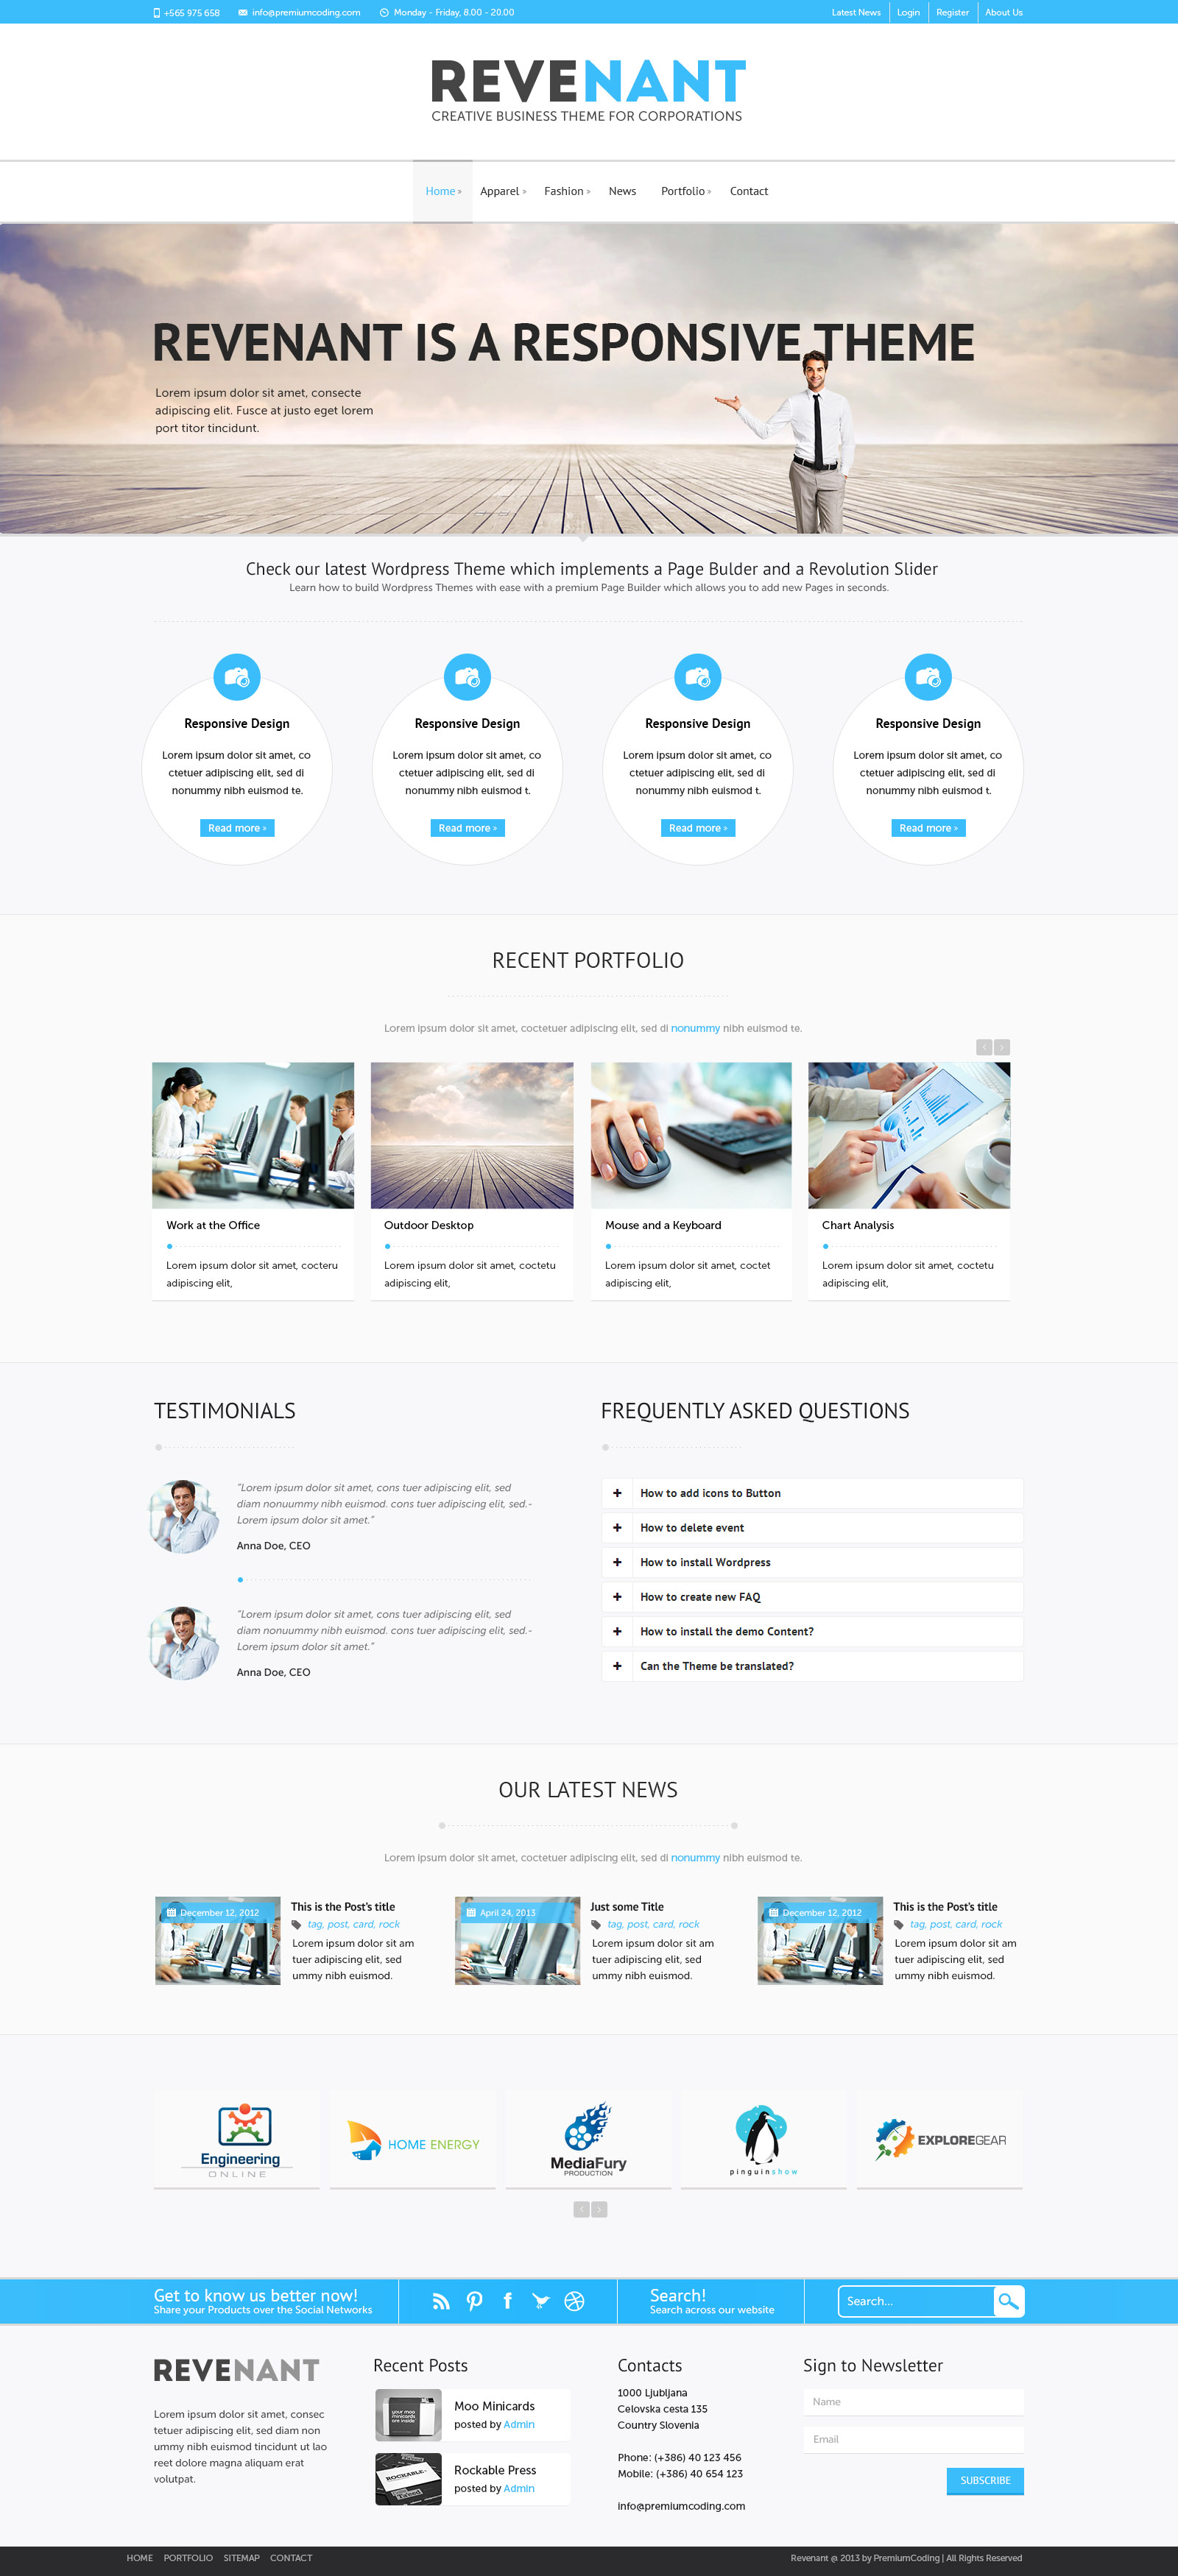 +565 975 658
info@premiumcoding.com
Monday - Friday, 8.00 - 20.00
Latest News
Login
Register
About Us
REVENANT
CREATIVE BUSINESS THEME FOR CORPORATIONS
Home »
Apparel »
Fashion »
News
Portfolio »
Contact
REVENANT IS A RESPONSIVE THEME
Lorem ipsum dolor sit amet, consecte
adipiscing elit. Fusce at justo eget lorem
port titor tincidunt.
Check our latest Wordpress Theme which implements a Page Bulder and a Revolution Slider
Learn how to build Wordpress Themes with ease with a premium Page Builder which allows you to add new Pages in seconds.
Responsive Design
Lorem ipsum dolor sit amet, co
ctetuer adipiscing elit, sed di
nonummy nibh euismod te.
Read more »
Responsive Design
Lorem ipsum dolor sit amet, co
ctetuer adipiscing elit, sed di
nonummy nibh euismod t.
Read more »
Responsive Design
Lorem ipsum dolor sit amet, co
ctetuer adipiscing elit, sed di
nonummy nibh euismod t.
Read more »
Responsive Design
Lorem ipsum dolor sit amet, co
ctetuer adipiscing elit, sed di
nonummy nibh euismod t.
Read more »
RECENT PORTFOLIO
Lorem ipsum dolor sit amet, coctetuer adipiscing elit, sed di nonummy nibh euismod te.
Work at the Office
Lorem ipsum dolor sit amet, cocteru
adipiscing elit,
Outdoor Desktop
Lorem ipsum dolor sit amet, coctetu
adipiscing elit,
Mouse and a Keyboard
Lorem ipsum dolor sit amet, coctet
adipiscing elit,
Chart Analysis
Lorem ipsum dolor sit amet, coctetu
adipiscing elit,
TESTIMONIALS
"Lorem ipsum dolor sit amet, cons tuer adipiscing elit, sed
diam nonuummy nibh euismod. cons tuer adipiscing elit, sed.-
Lorem ipsum dolor sit amet."
Anna Doe, CEO
"Lorem ipsum dolor sit amet, cons tuer adipiscing elit, sed
diam nonuummy nibh euismod. cons tuer adipiscing elit, sed.-
Lorem ipsum dolor sit amet."
Anna Doe, CEO
FREQUENTLY ASKED QUESTIONS
+ How to add icons to Button
+ How to delete event
+ How to install Wordpress
+ How to create new FAQ
+ How to install the demo Content?
+ Can the Theme be translated?
OUR LATEST NEWS
Lorem ipsum dolor sit amet, coctetuer adipiscing elit, sed di nonummy nibh euismod te.
December 12, 2012
This is the Post's title
tag, post, card, rock
Lorem ipsum dolor sit am
tuer adipiscing elit, sed
ummy nibh euismod.
April 24, 2013
Just some Title
tag, post, card, rock
Lorem ipsum dolor sit am
tuer adipiscing elit, sed
ummy nibh euismod.
December 12, 2012
This is the Post's title
tag, post, card, rock
Lorem ipsum dolor sit am
tuer adipiscing elit, sed
ummy nibh euismod.
Engineering
ONLINE
HOME ENERGY
MediaFury
PRODUCTION
pinguinshow
EXPLOREGEAR
Get to know us better now!
Share your Products over the Social Networks
Search!
Search across our website
Search...
REVENANT
Lorem ipsum dolor sit amet, consec
tetuer adipiscing elit, sed diam non
ummy nibh euismod tincidunt ut lao
reet dolore magna aliquam erat
volutpat.
Recent Posts
your moo
minicards
are inside
Moo Minicards
posted by Admin
ROCKABLE.
Rockable Press
posted by Admin
Contacts
1000 Ljubljana
Celovska cesta 135
Country Slovenia
Phone: (+386) 40 123 456
Mobile: (+386) 40 654 123
info@premiumcoding.com
Sign to Newsletter
Name
Email
SUBSCRIBE
HOME
PORTFOLIO
SITEMAP
CONTACT
Revenant @ 2013 by PremiumCoding | All Rights Reserved